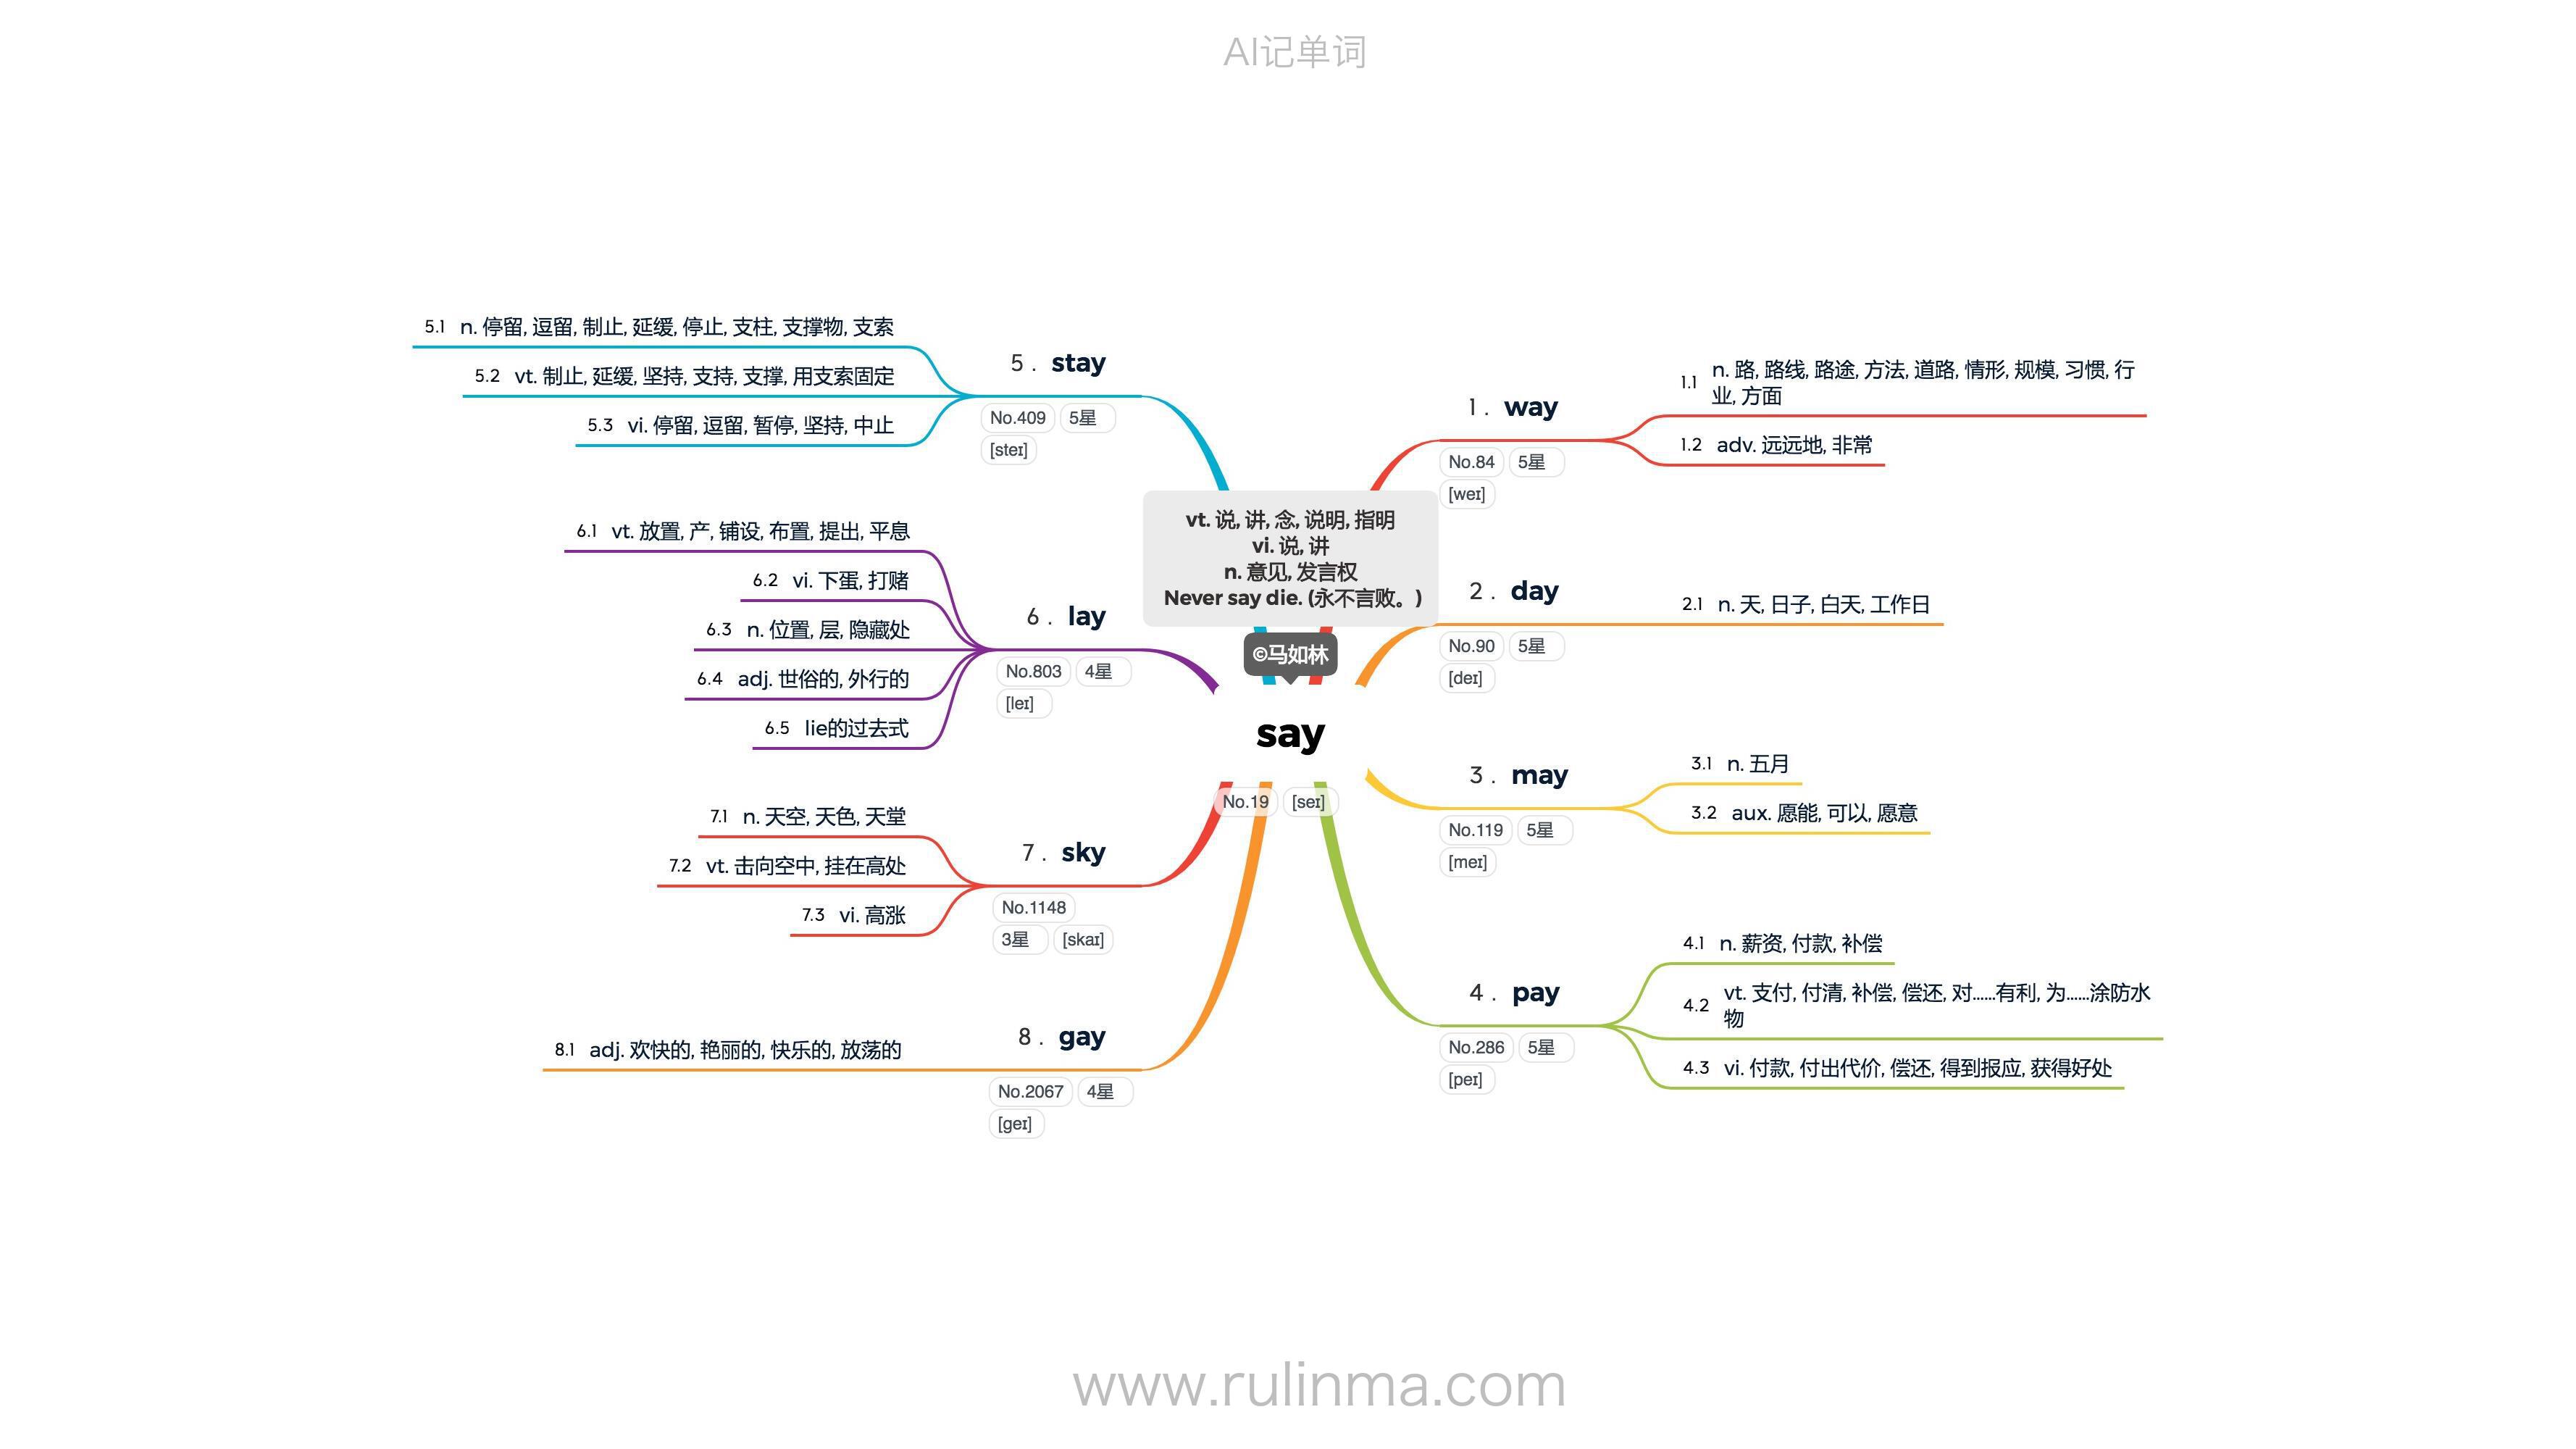 AI记单词
vt. 说, 讲, 念, 说明, 指明
vi. 说, 讲
n. 意见, 发言权
Never say die. (永不言败。)
©马如林
say
No.19 [seɪ]
1 . way
No.84 5星
[weɪ]
1.1 n. 路, 路线, 路途, 方法, 道路, 情形, 规模, 习惯, 行
业, 方面
1.2 adv. 远远地, 非常
2 . day
No.90 5星
[deɪ]
2.1 n. 天, 日子, 白天, 工作日
3 . may
No.119 5星
[meɪ]
3.1 n. 五月
3.2 aux. 愿能, 可以, 愿意
4 . pay
No.286 5星
[peɪ]
4.1 n. 薪资, 付款, 补偿
4.2 vt. 支付, 付清, 补偿, 偿还, 对......有利, 为......涂防水
物
4.3 vi. 付款, 付出代价, 偿还, 得到报应, 获得好处
5 . stay
No.409 5星
[steɪ]
5.1 n. 停留, 逗留, 制止, 延缓, 停止, 支柱, 支撑物, 支索
5.2 vt. 制止, 延缓, 坚持, 支持, 支撑, 用支索固定
5.3 vi. 停留, 逗留, 暂停, 坚持, 中止
6 . lay
No.803 4星
[leɪ]
6.1 vt. 放置, 产, 铺设, 布置, 提出, 平息
6.2 vi. 下蛋, 打赌
6.3 n. 位置, 层, 隐藏处
6.4 adj. 世俗的, 外行的
6.5 lie的过去式
7 . sky
No.1148
3星 [skaɪ]
7.1 n. 天空, 天色, 天堂
7.2 vt. 击向空中, 挂在高处
7.3 vi. 高涨
8 . gay
No.2067 4星
[geɪ]
8.1 adj. 欢快的, 艳丽的, 快乐的, 放荡的
www.rulinma.com